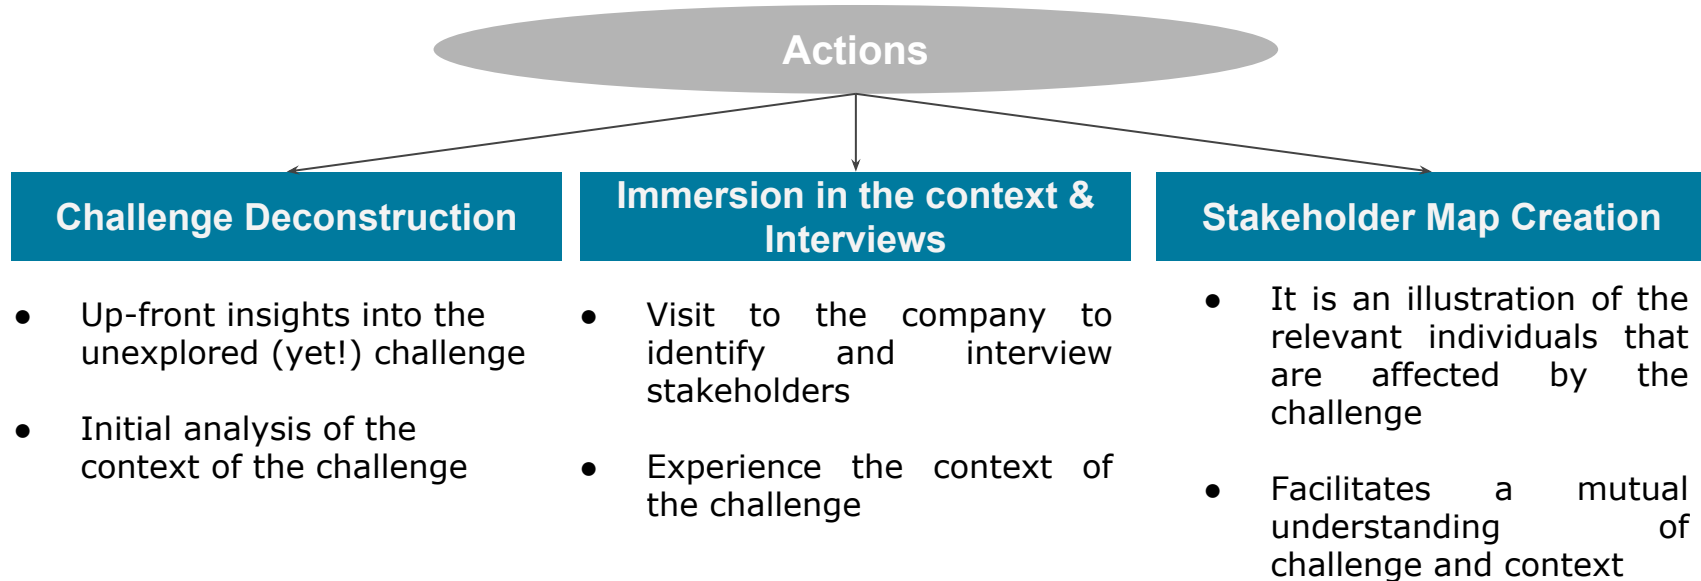 Actions
Challenge Deconstruction
● Up-front insights into the
unexplored (yet!) challenge
● Initial analysis of the
context of the challenge
Immersion in the context &
Interviews
● Visit to the company to
identify and interview
stakeholders
● Experience the context of
the challenge
Stakeholder Map Creation
● It is an illustration of the
relevant individuals that
are affected by the
challenge
● Facilitates a mutual
understanding of
challenge and context